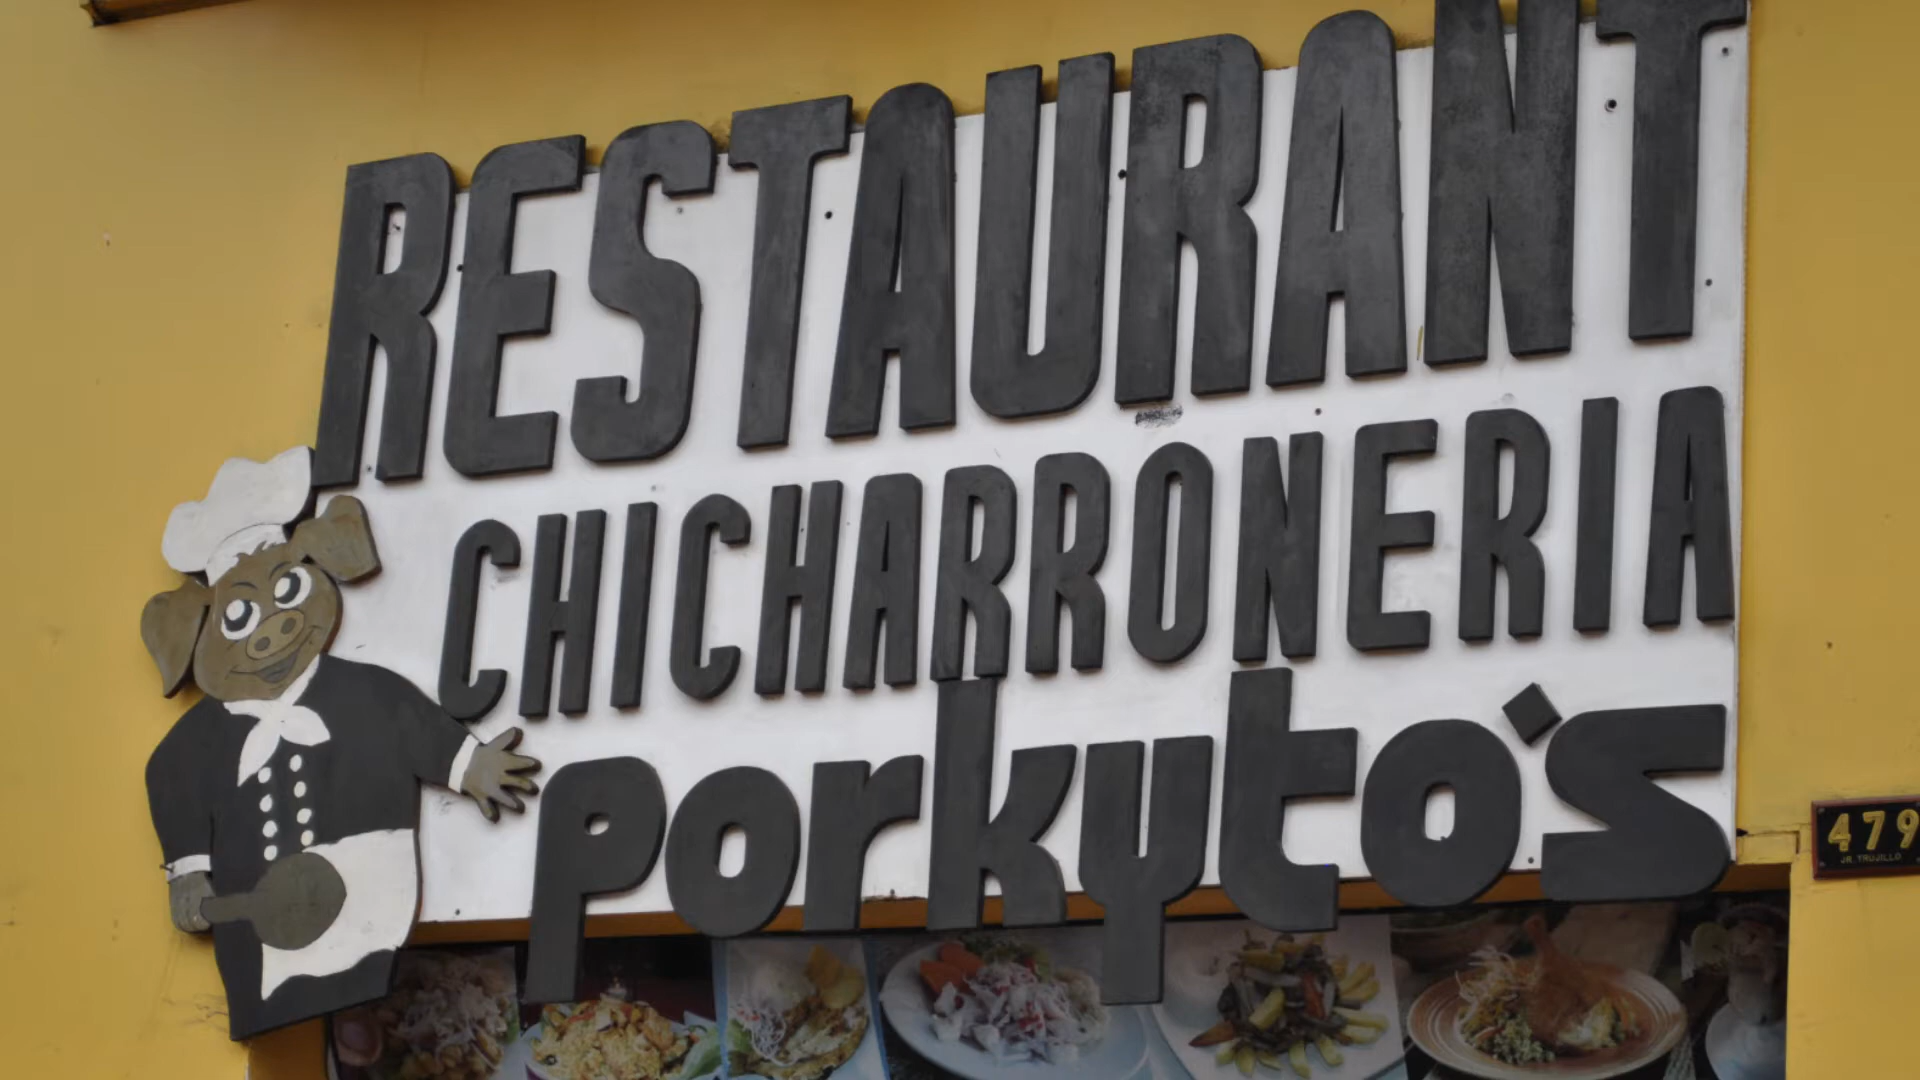 RESTAURANT
CHICHARRONERIA
porkyto's
479
JR. TRUJILLO